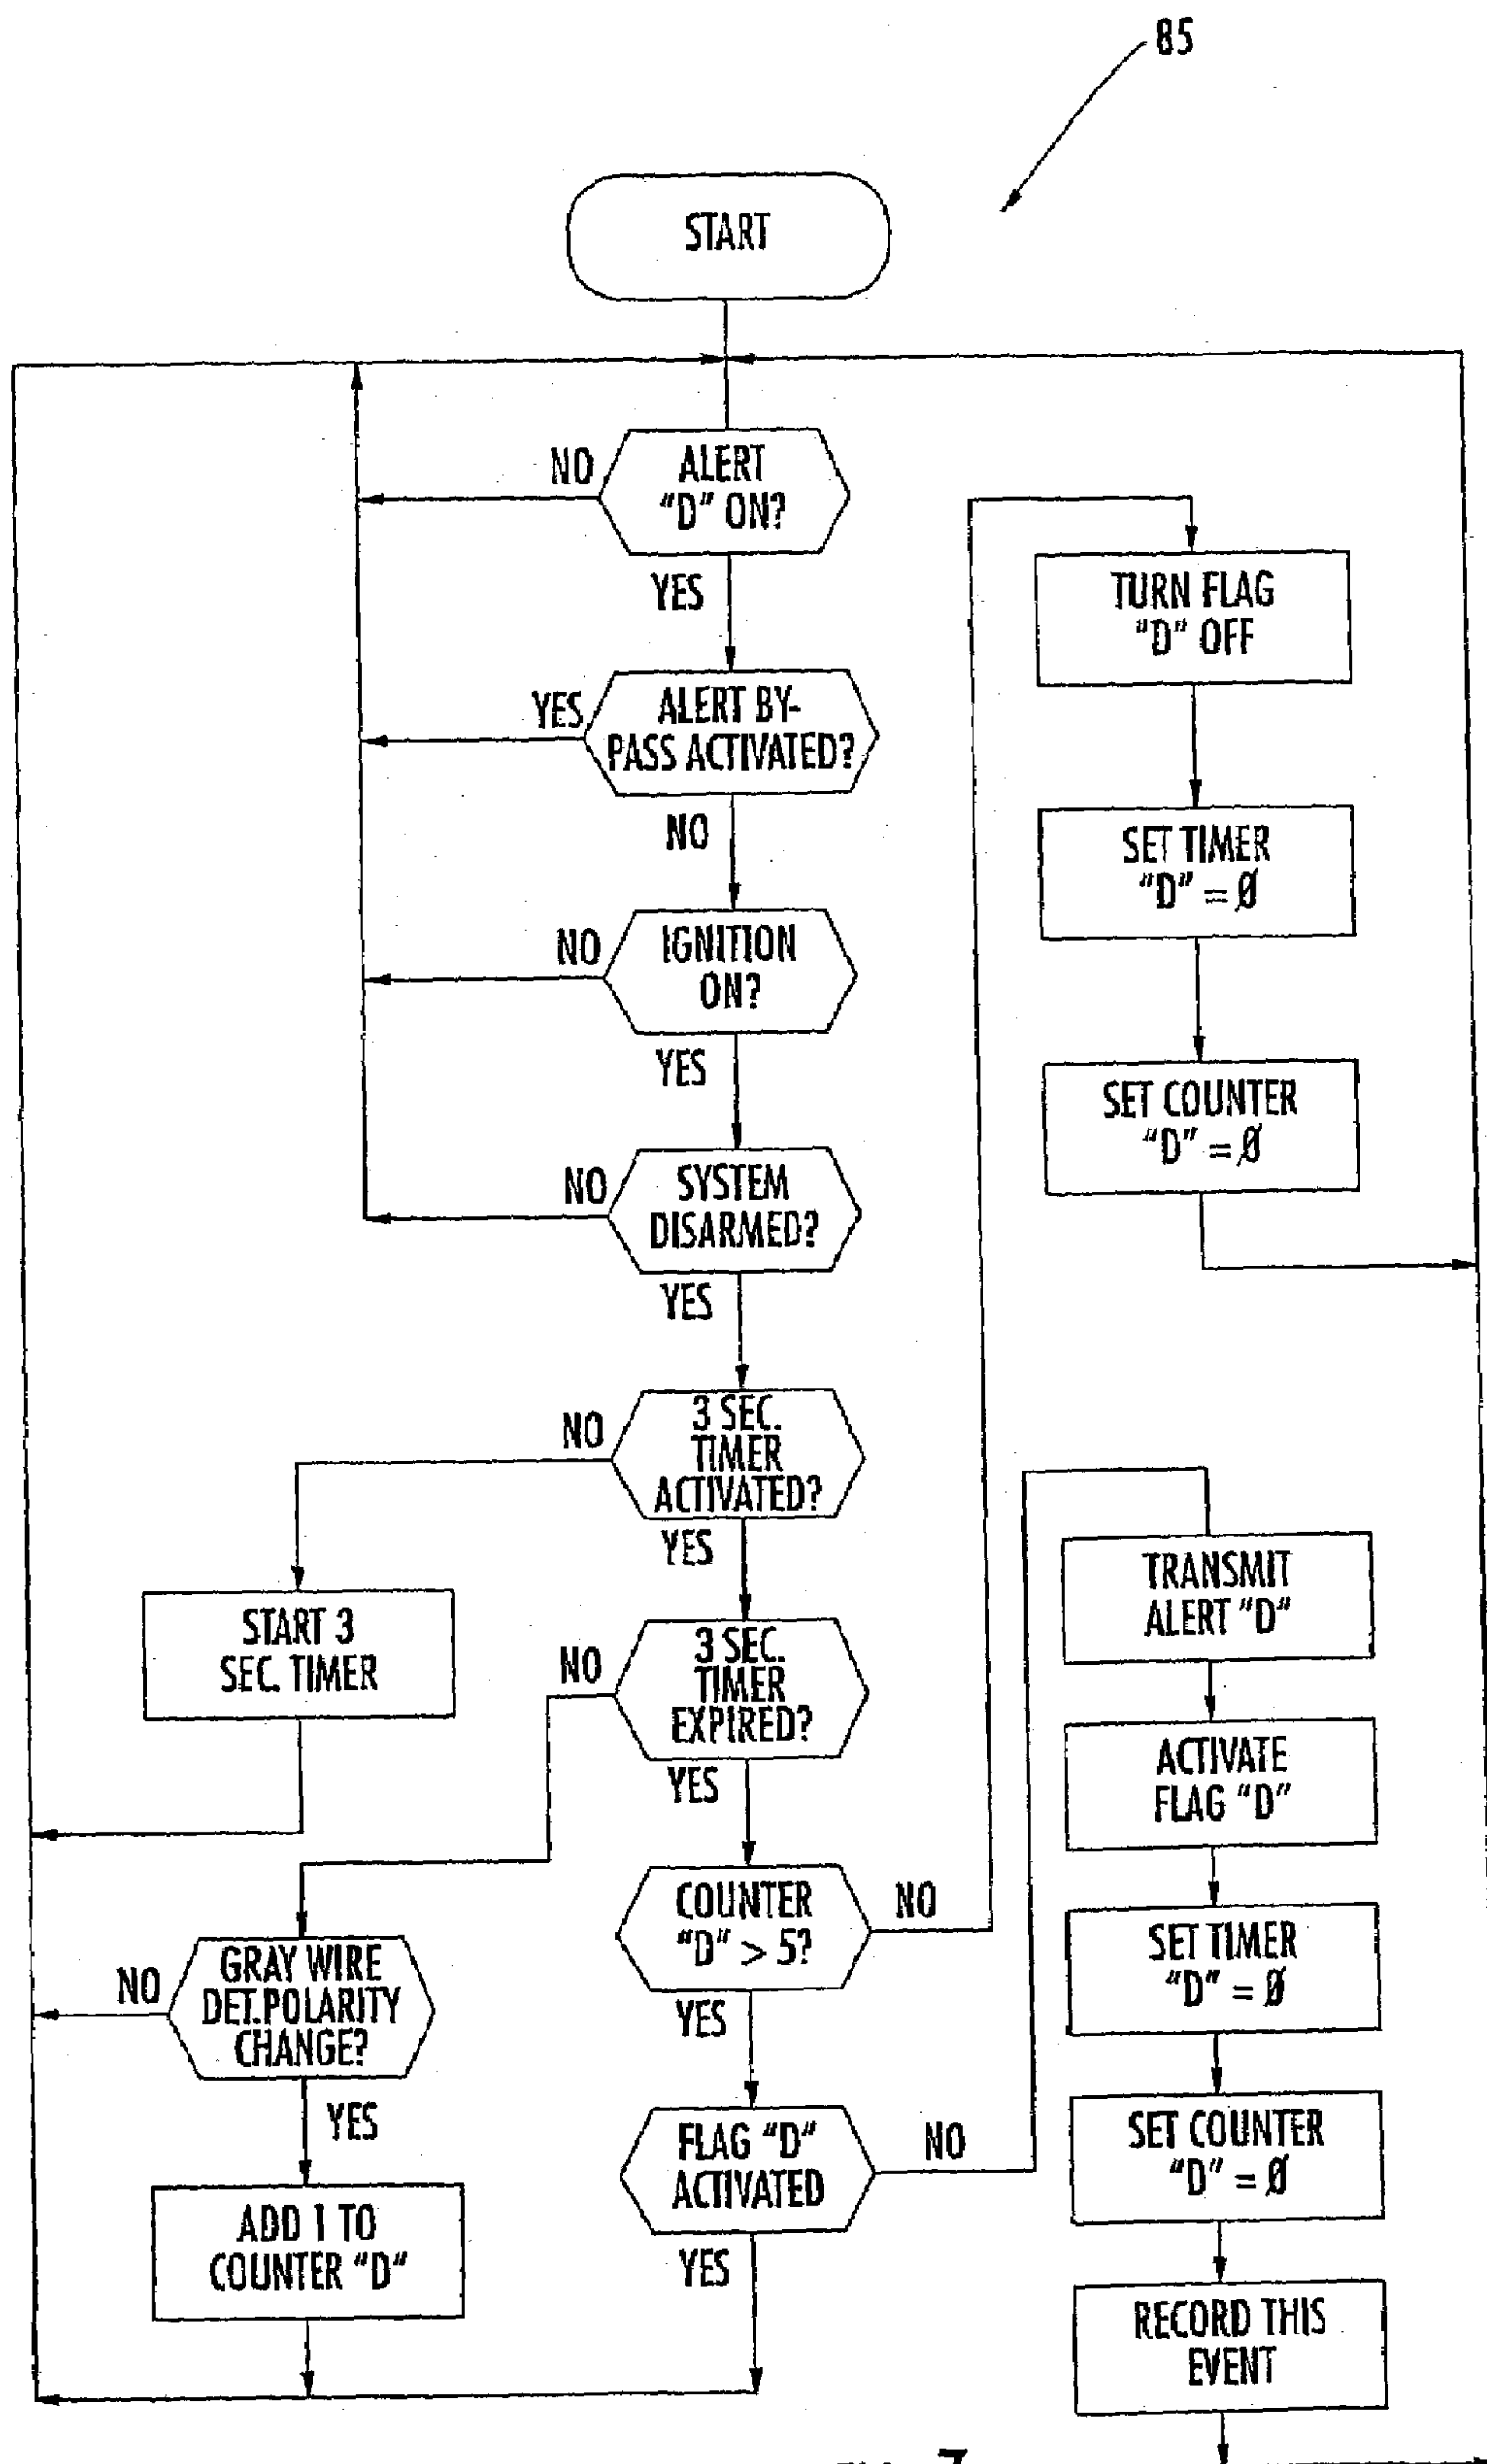 85
START
ALERT
"D" ON?
NO
YES
ALERT BY-
PASS ACTIVATED?
YES
NO
IGNITION
ON?
NO
YES
SYSTEM
DISARMED?
NO
YES
3 SEC.
TIMER
ACTIVATED?
NO
YES
START 3
SEC. TIMER
3 SEC.
TIMER
EXPIRED?
NO
YES
GRAY WIRE
DET.POLARITY
CHANGE?
NO
YES
ADD 1 TO
COUNTER "D"
COUNTER
"D" > 5?
NO
YES
FLAG "D"
ACTIVATED
NO
YES
TURN FLAG
"D" OFF
SET TIMER
"D" = Ø
SET COUNTER
"D" = Ø
TRANSMIT
ALERT "D"
ACTIVATE
FLAG "D"
SET TIMER
"D" = Ø
SET COUNTER
"D" = Ø
RECORD THIS
EVENT